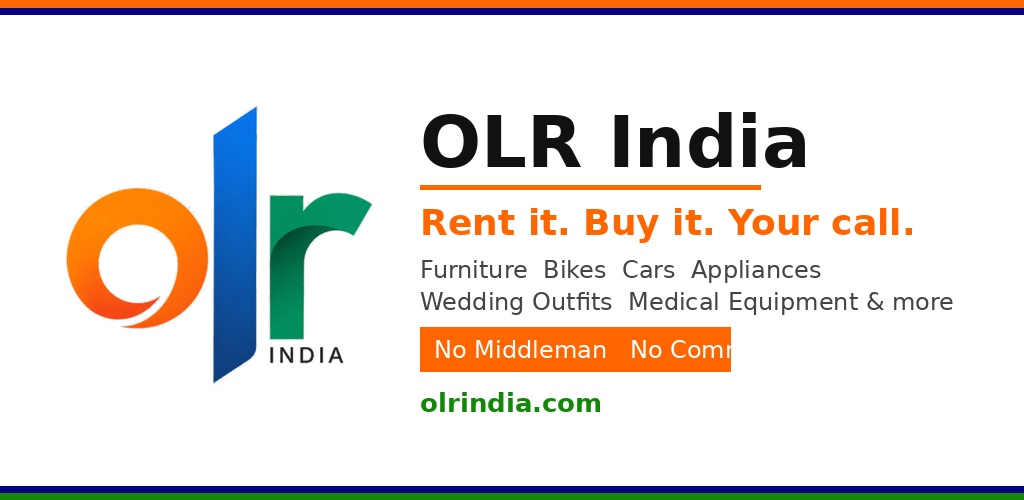 olr
INDIA
OLR India
Rent it. Buy it. Your call.
Furniture Bikes Cars Appliances
Wedding Outfits Medical Equipment & more
No Middleman No Com
olrindia.com